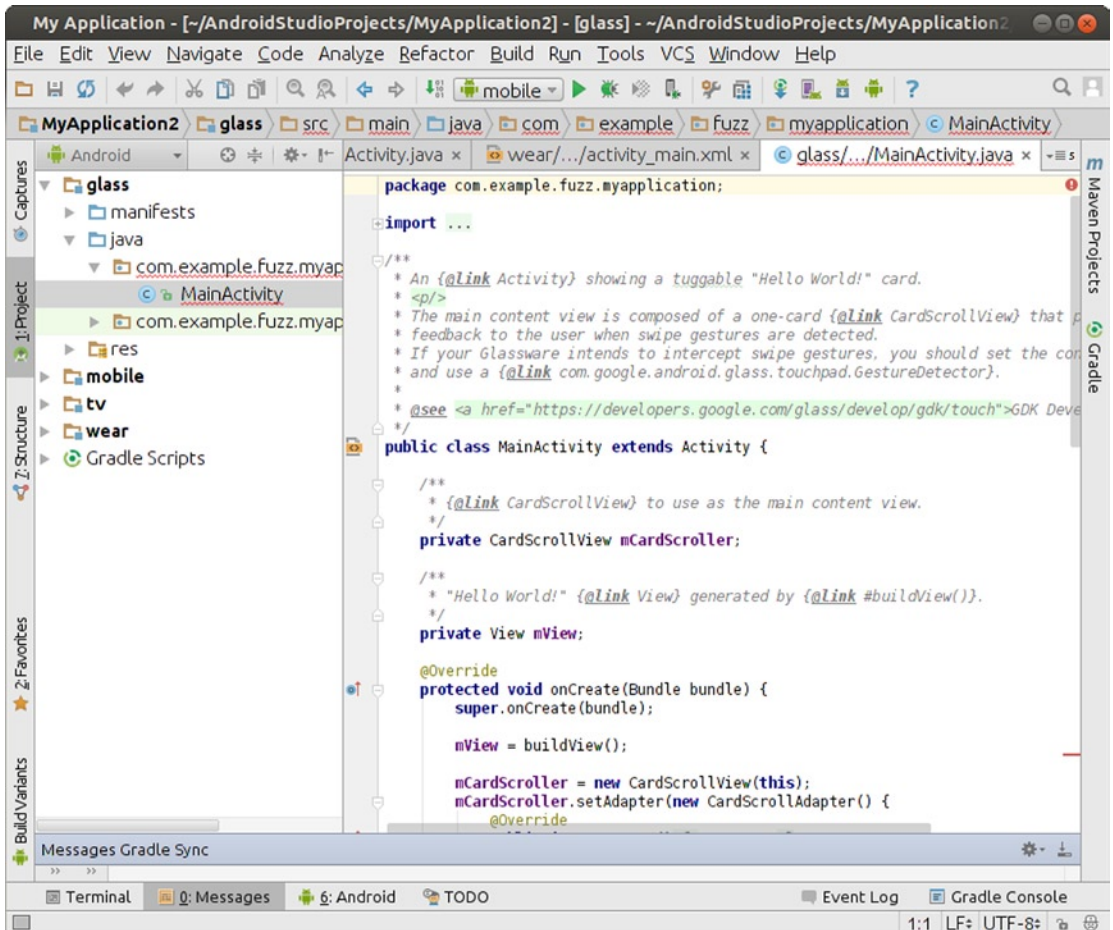 My Application - [~/AndroidStudioProjects/MyApplication2] - [glass] - ~/AndroidStudioProjects/MyApplication2
File Edit View Navigate Code Analyze Refactor Build Run Tools VCS Window Help
mobile
MyApplication2 glass src main java com example fuzz myapplication MainActivity
Android
Activity.java
wear/.../activity_main.xml
glass/.../MainActivity.java
Captures
1: Project
7: Structure
2: Favorites
Build Variants
glass
manifests
java
com.example.fuzz.myap
MainActivity
com.example.fuzz.myap
res
mobile
tv
wear
Gradle Scripts
package com.example.fuzz.myapplication;
import ...
/**
* An {@link Activity} showing a tuggable "Hello World!" card.
* <p/>
* The main content view is composed of a one-card {@link CardScrollView} that p
* feedback to the user when swipe gestures are detected.
* If your Glassware intends to intercept swipe gestures, you should set the con
* and use a {@link com.google.android.glass.touchpad.GestureDetector}.
*
* @see <a href="https://developers.google.com/glass/develop/gdk/touch">GDK Deve
*/
public class MainActivity extends Activity {
/**
* {@link CardScrollView} to use as the main content view.
*/
private CardScrollView mCardScroller;
/**
* "Hello World!" {@link View} generated by {@link #buildView()}.
*/
private View mView;
@Override
protected void onCreate(Bundle bundle) {
super.onCreate(bundle);
mView = buildView();
mCardScroller = new CardScrollView(this);
mCardScroller.setAdapter(new CardScrollAdapter() {
@Override
Maven Projects
Gradle
Messages Gradle Sync
Terminal 0: Messages 6: Android TODO Event Log Gradle Console
1:1 LF UTF-8